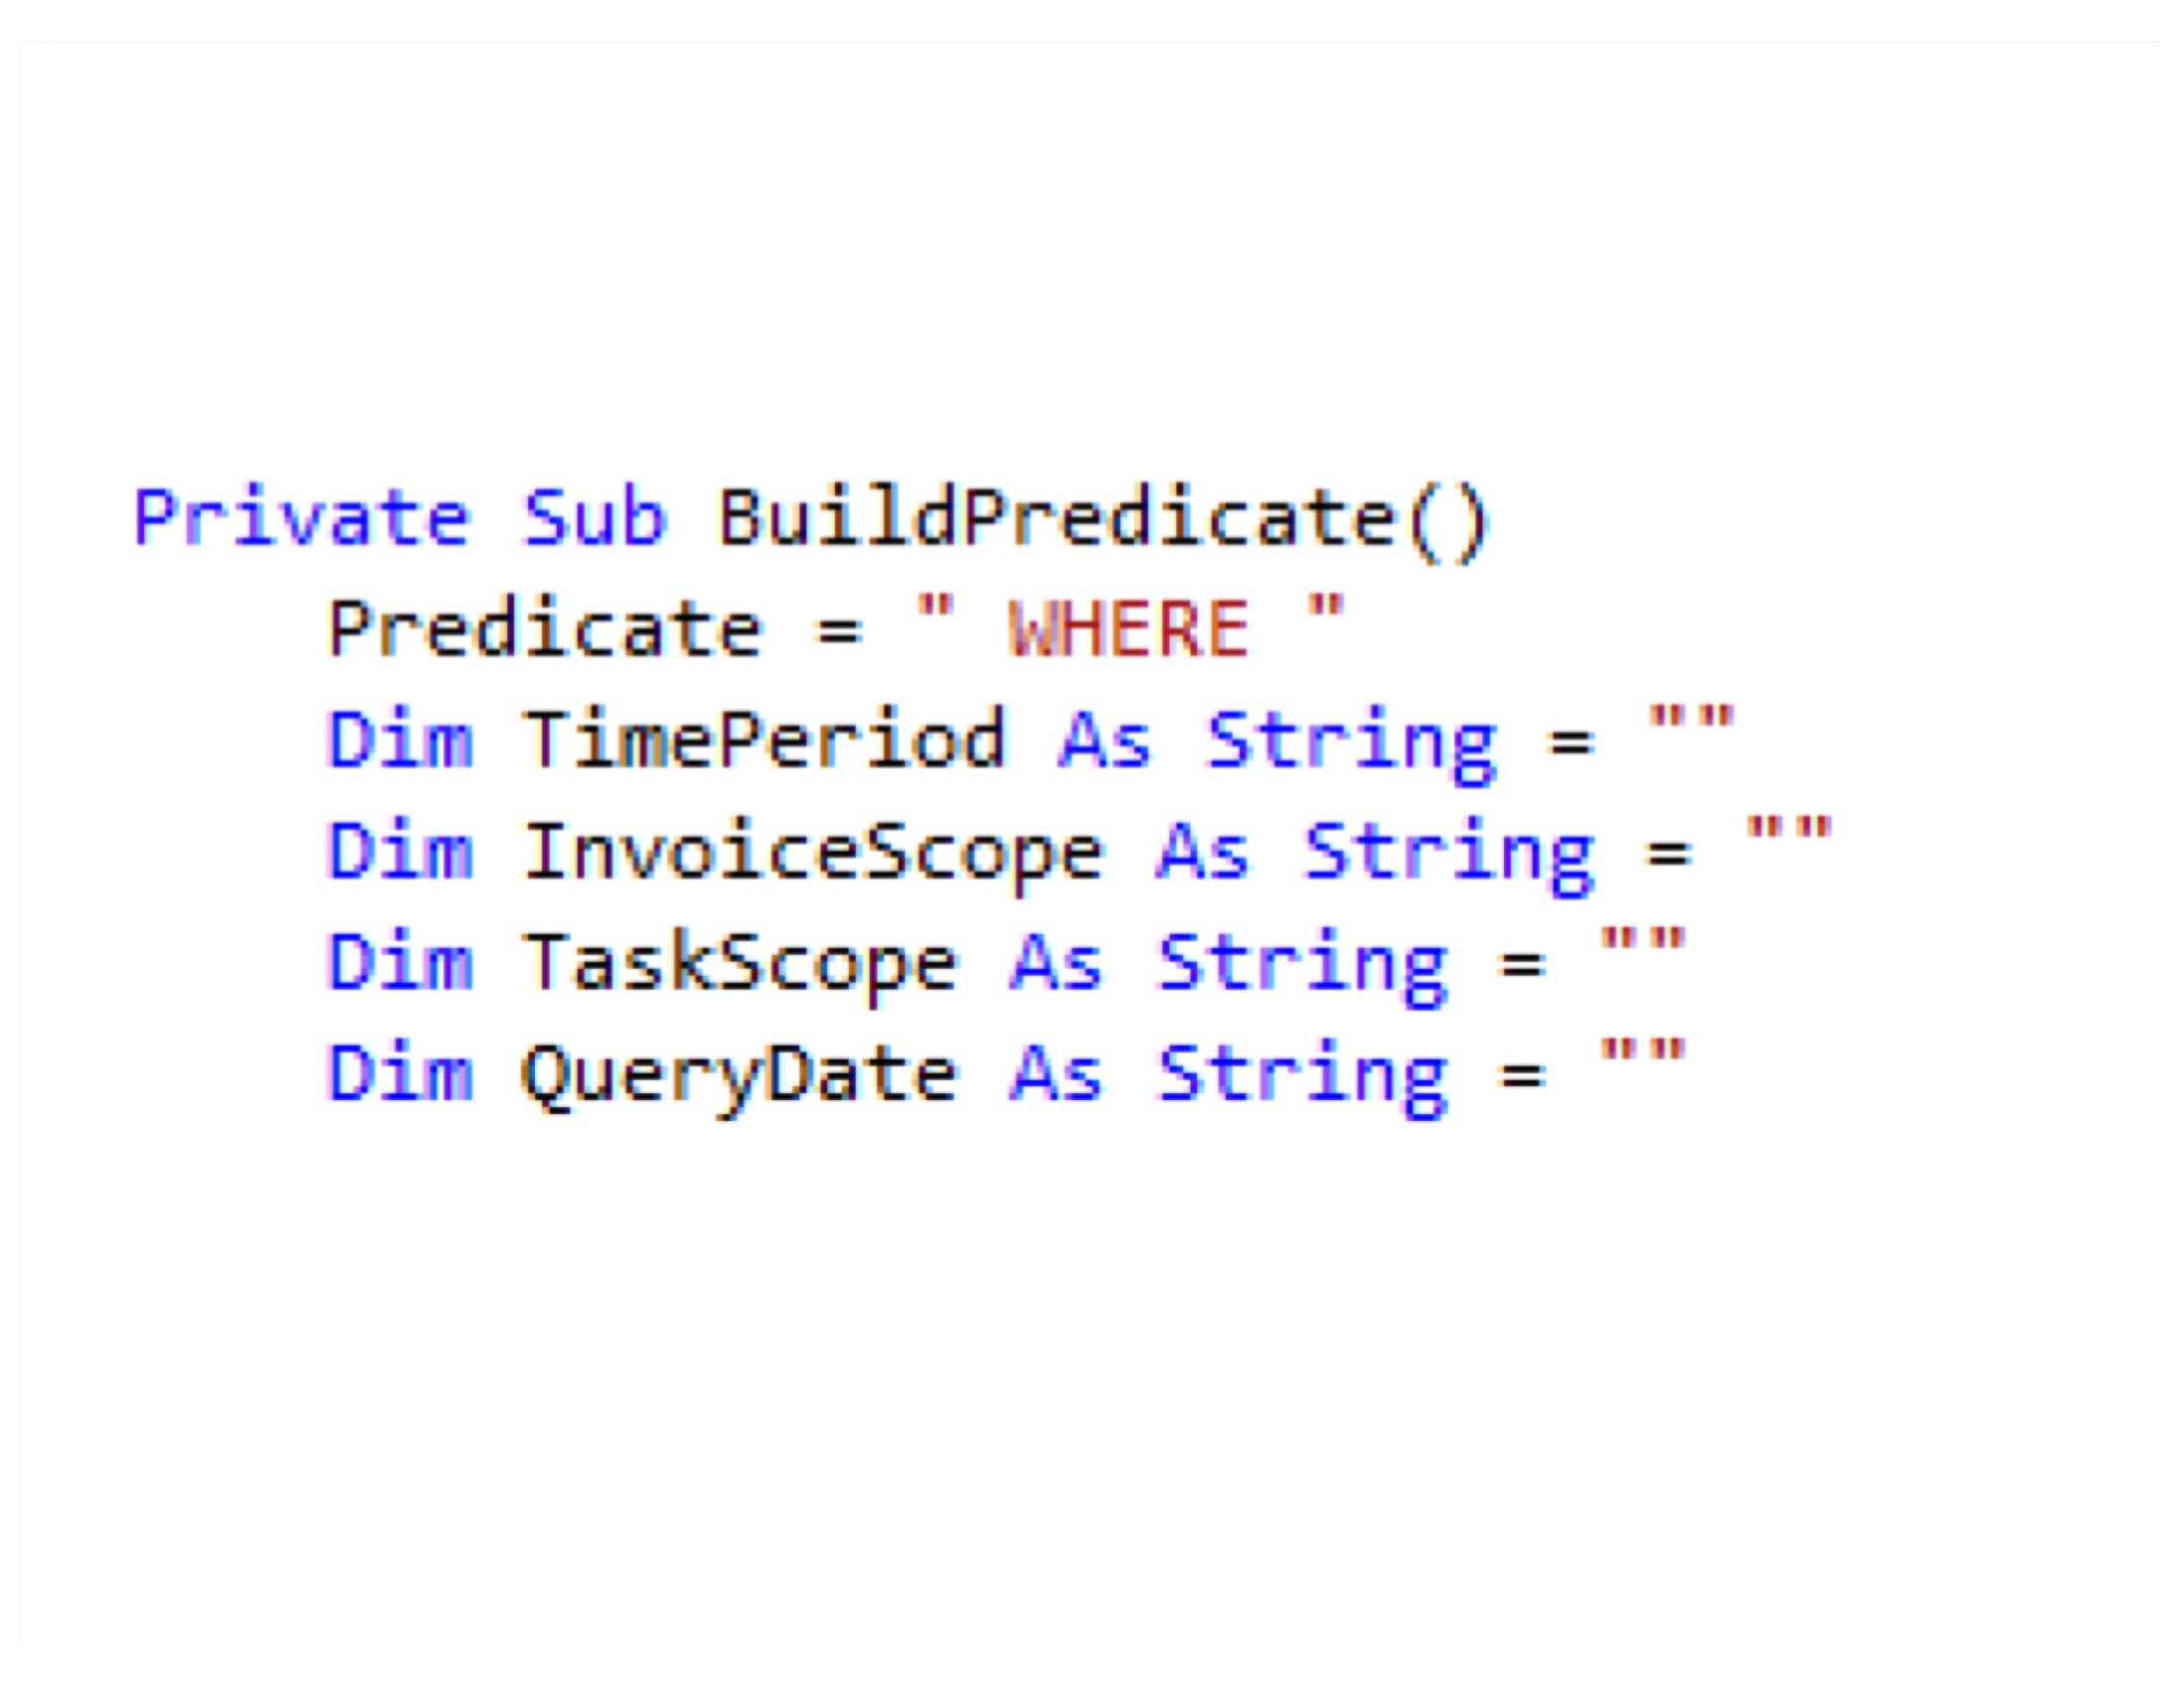 Private Sub BuildPredicate()
    Predicate = " WHERE "
    Dim TimePeriod As String = ""
    Dim InvoiceScope As String = ""
    Dim TaskScope As String = ""
    Dim QueryDate As String = ""